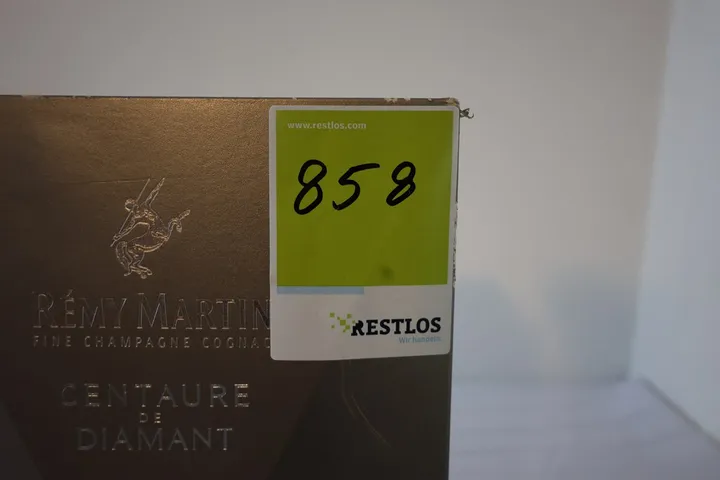 www.restlos.com
858
RESTLOS
Wir handeln
RÉMY MARTIN
FINE CHAMPAGNE COGNAC
CENTAURE
DE
DIAMANT